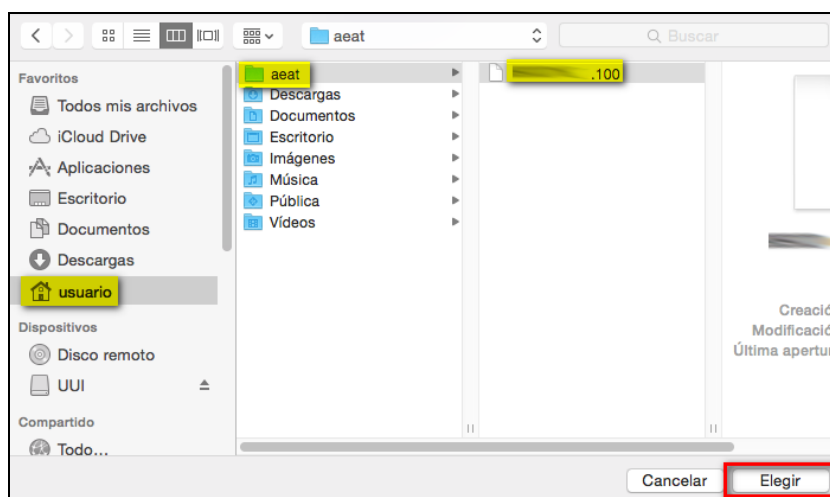 aeat
Buscar
Favoritos
Todos mis archivos
iCloud Drive
Aplicaciones
Escritorio
Documentos
Descargas
usuario
Dispositivos
Disco remoto
UUI
Compartido
Todo...
aeat
Descargas
Documentos
Escritorio
Imágenes
Música
Pública
Vídeos
.100
Creació
Modificació
Última apertur
Cancelar
Elegir